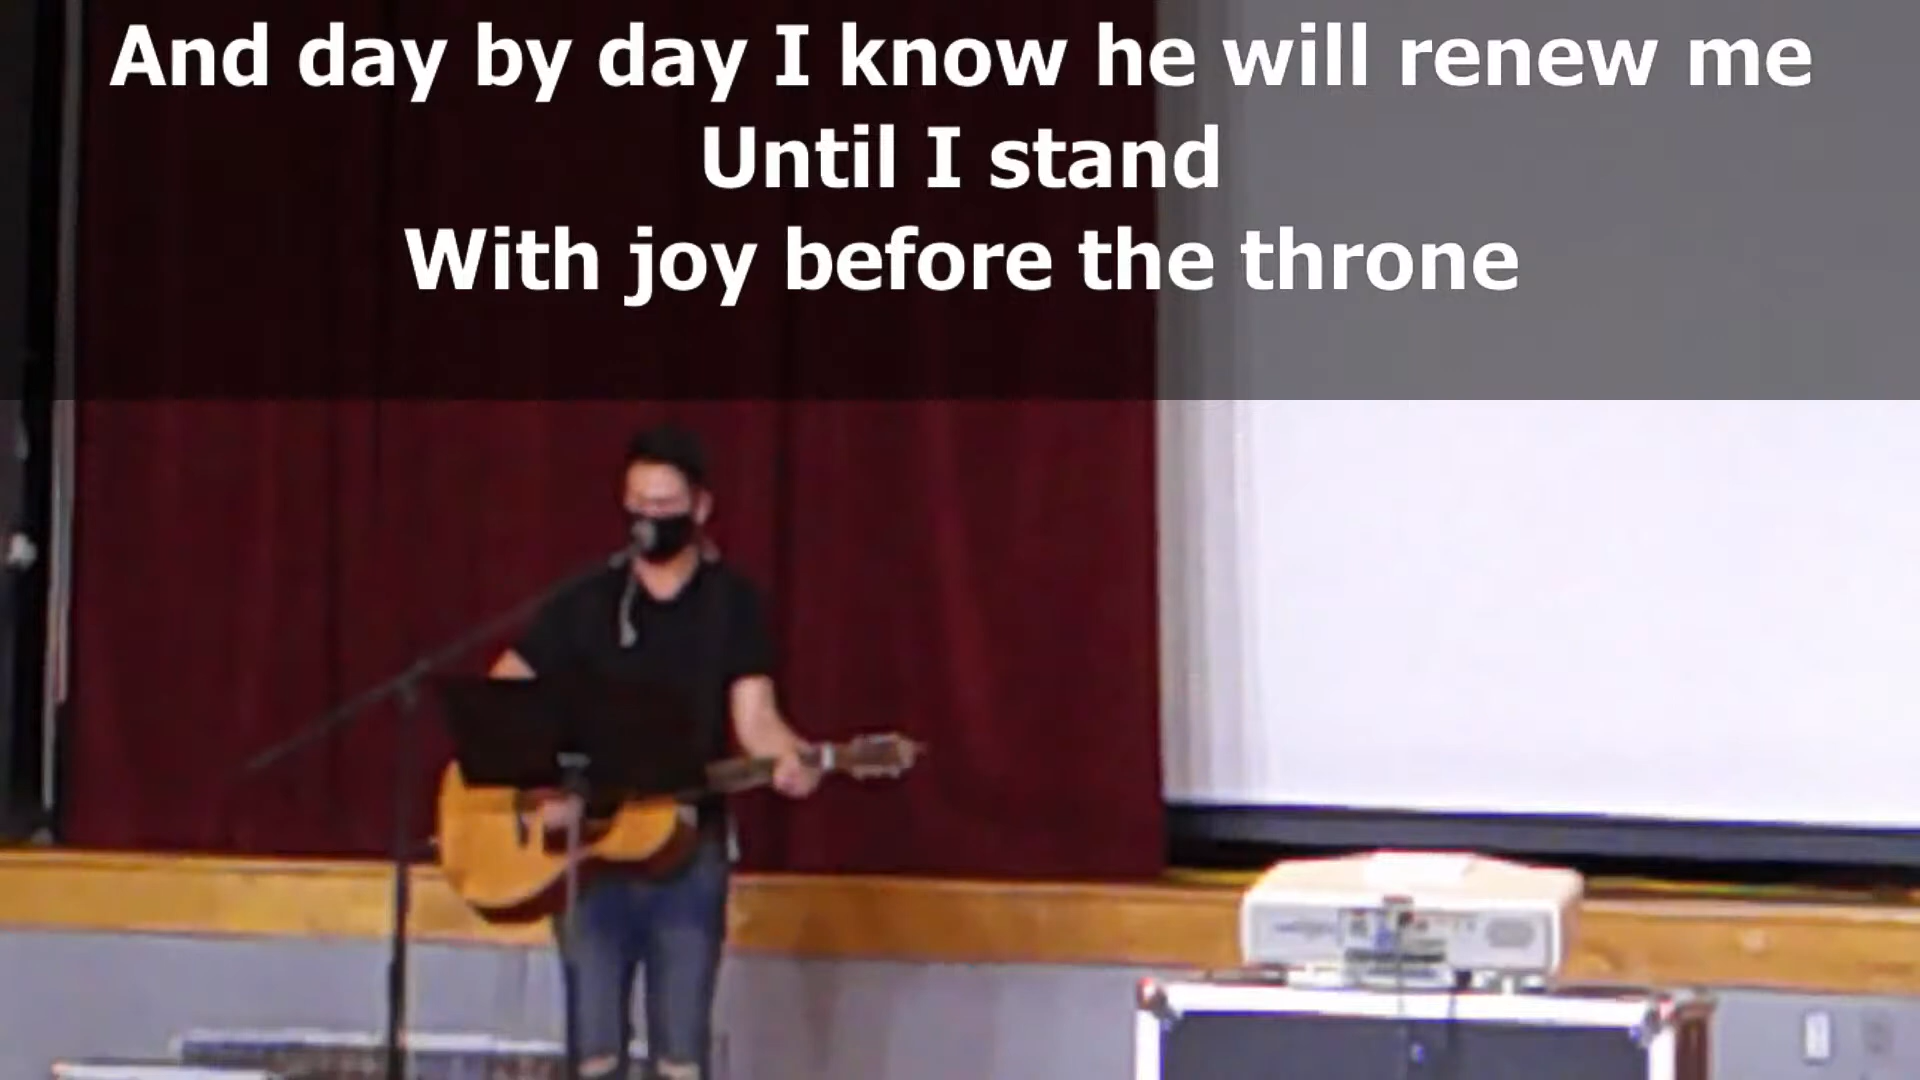 And day by day I know he will renew me
Until I stand
With joy before the throne